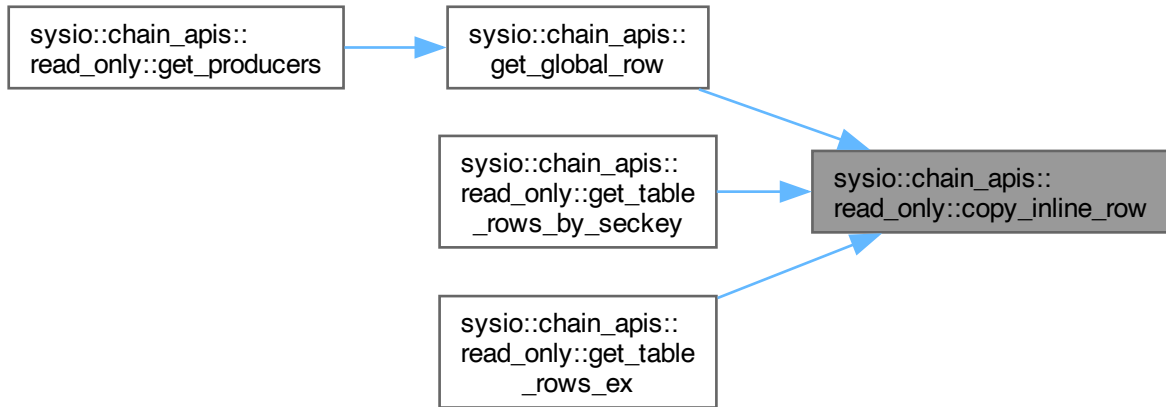 sysio::chain_apis::
read_only::get_producers
sysio::chain_apis::
get_global_row
sysio::chain_apis::
read_only::get_table
_rows_by_seckey
sysio::chain_apis::
read_only::get_table
_rows_ex
sysio::chain_apis::
read_only::copy_inline_row